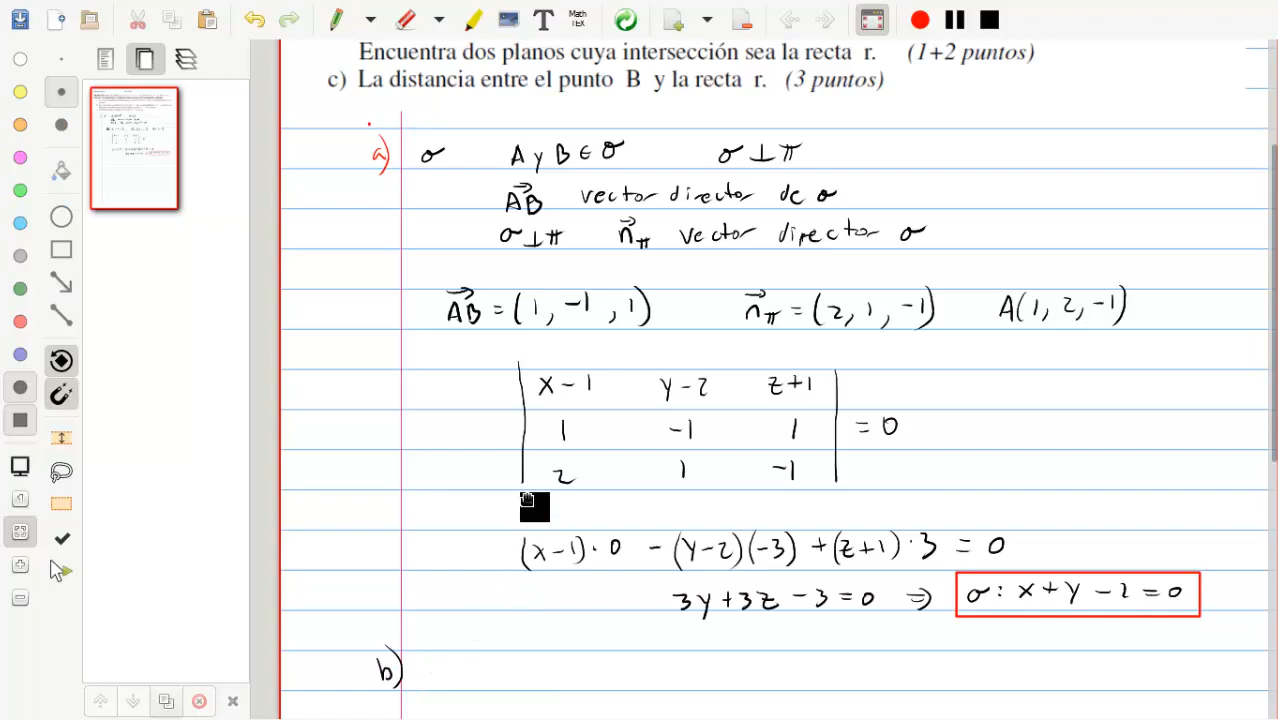 Math
TEX
Encuentra dos planos cuya intersección sea la recta r. (1+2 puntos)
c) La distancia entre el punto B y la recta r. (3 puntos)
a) σ A y B ∈ σ σ ⊥ π
AB⃗ vector director de σ
σ ⊥ π n⃗π vector director σ
AB⃗ = (1, -1, 1) n⃗π = (2, 1, -1) A(1, 2, -1)
| x-1 y-2 z+1 |
| 1 -1 1 | = 0
| 2 1 -1 |
(x-1)·0 - (y-2)(-3) + (z+1)·3 = 0
3y+3z-3=0 ⇒ σ: x+y-1=0
b)